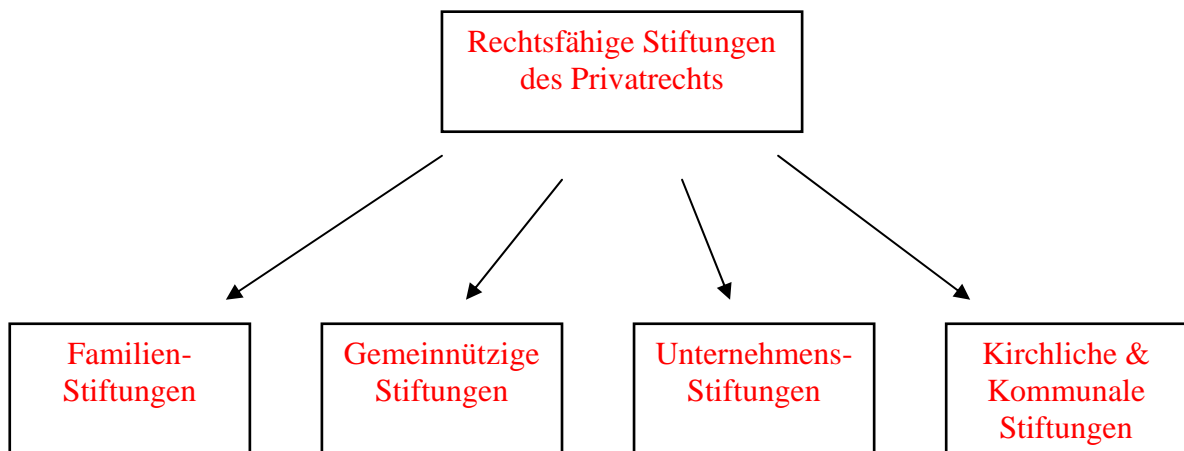 Rechtsfähige Stiftungen
des Privatrechts
Familien-
Stiftungen
Gemeinnützige
Stiftungen
Unternehmens-
Stiftungen
Kirchliche &
Kommunale
Stiftungen